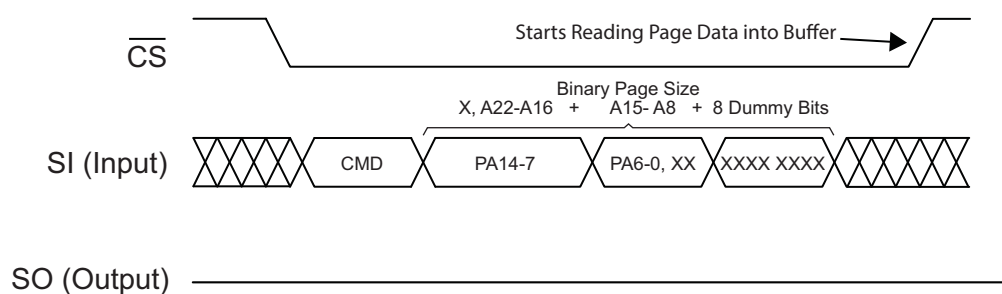 Starts Reading Page Data into Buffer
CS
Binary Page Size
X, A22-A16 + A15- A8 + 8 Dummy Bits
SI (Input)
CMD
PA14-7
PA6-0, XX
XXXX XXXX
SO (Output)